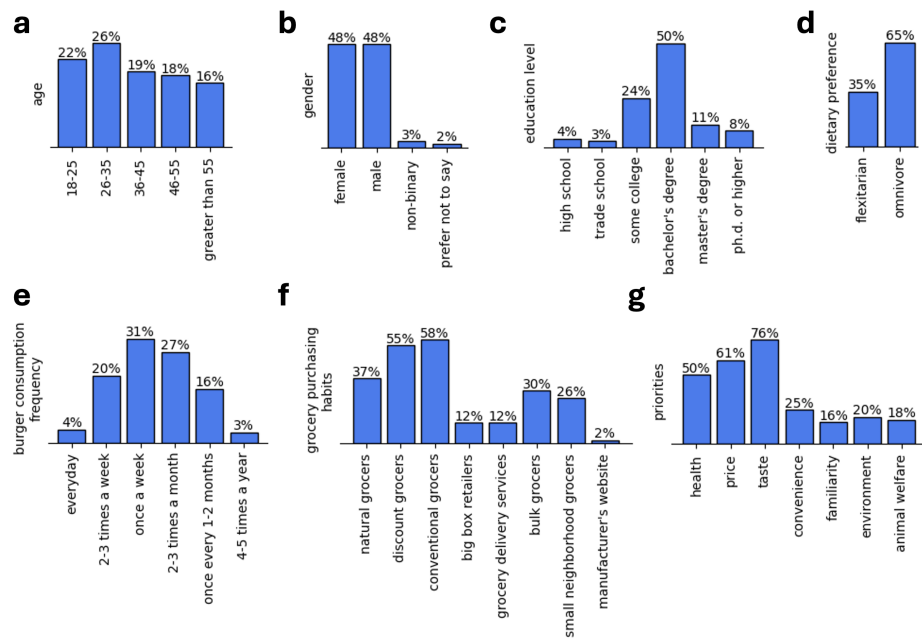 a
age
22%
26%
19%
18%
16%
18-25
26-35
36-45
46-55
greater than 55
b
gender
48%
48%
3%
2%
female
male
non-binary
prefer not to say
c
education level
4%
3%
24%
50%
11%
8%
high school
trade school
some college
bachelor's degree
master's degree
ph.d. or higher
d
dietary preference
35%
65%
flexitarian
omnivore
e
burger consumption
frequency
4%
20%
31%
27%
16%
3%
everyday
2-3 times a week
once a week
2-3 times a month
once every 1-2 months
4-5 times a year
f
grocery purchasing
habits
37%
55%
58%
12%
12%
30%
26%
2%
natural grocers
discount grocers
conventional grocers
big box retailers
grocery delivery services
bulk grocers
small neighborhood grocers
manufacturer's website
g
priorities
50%
61%
76%
25%
16%
20%
18%
health
price
taste
convenience
familiarity
environment
animal welfare